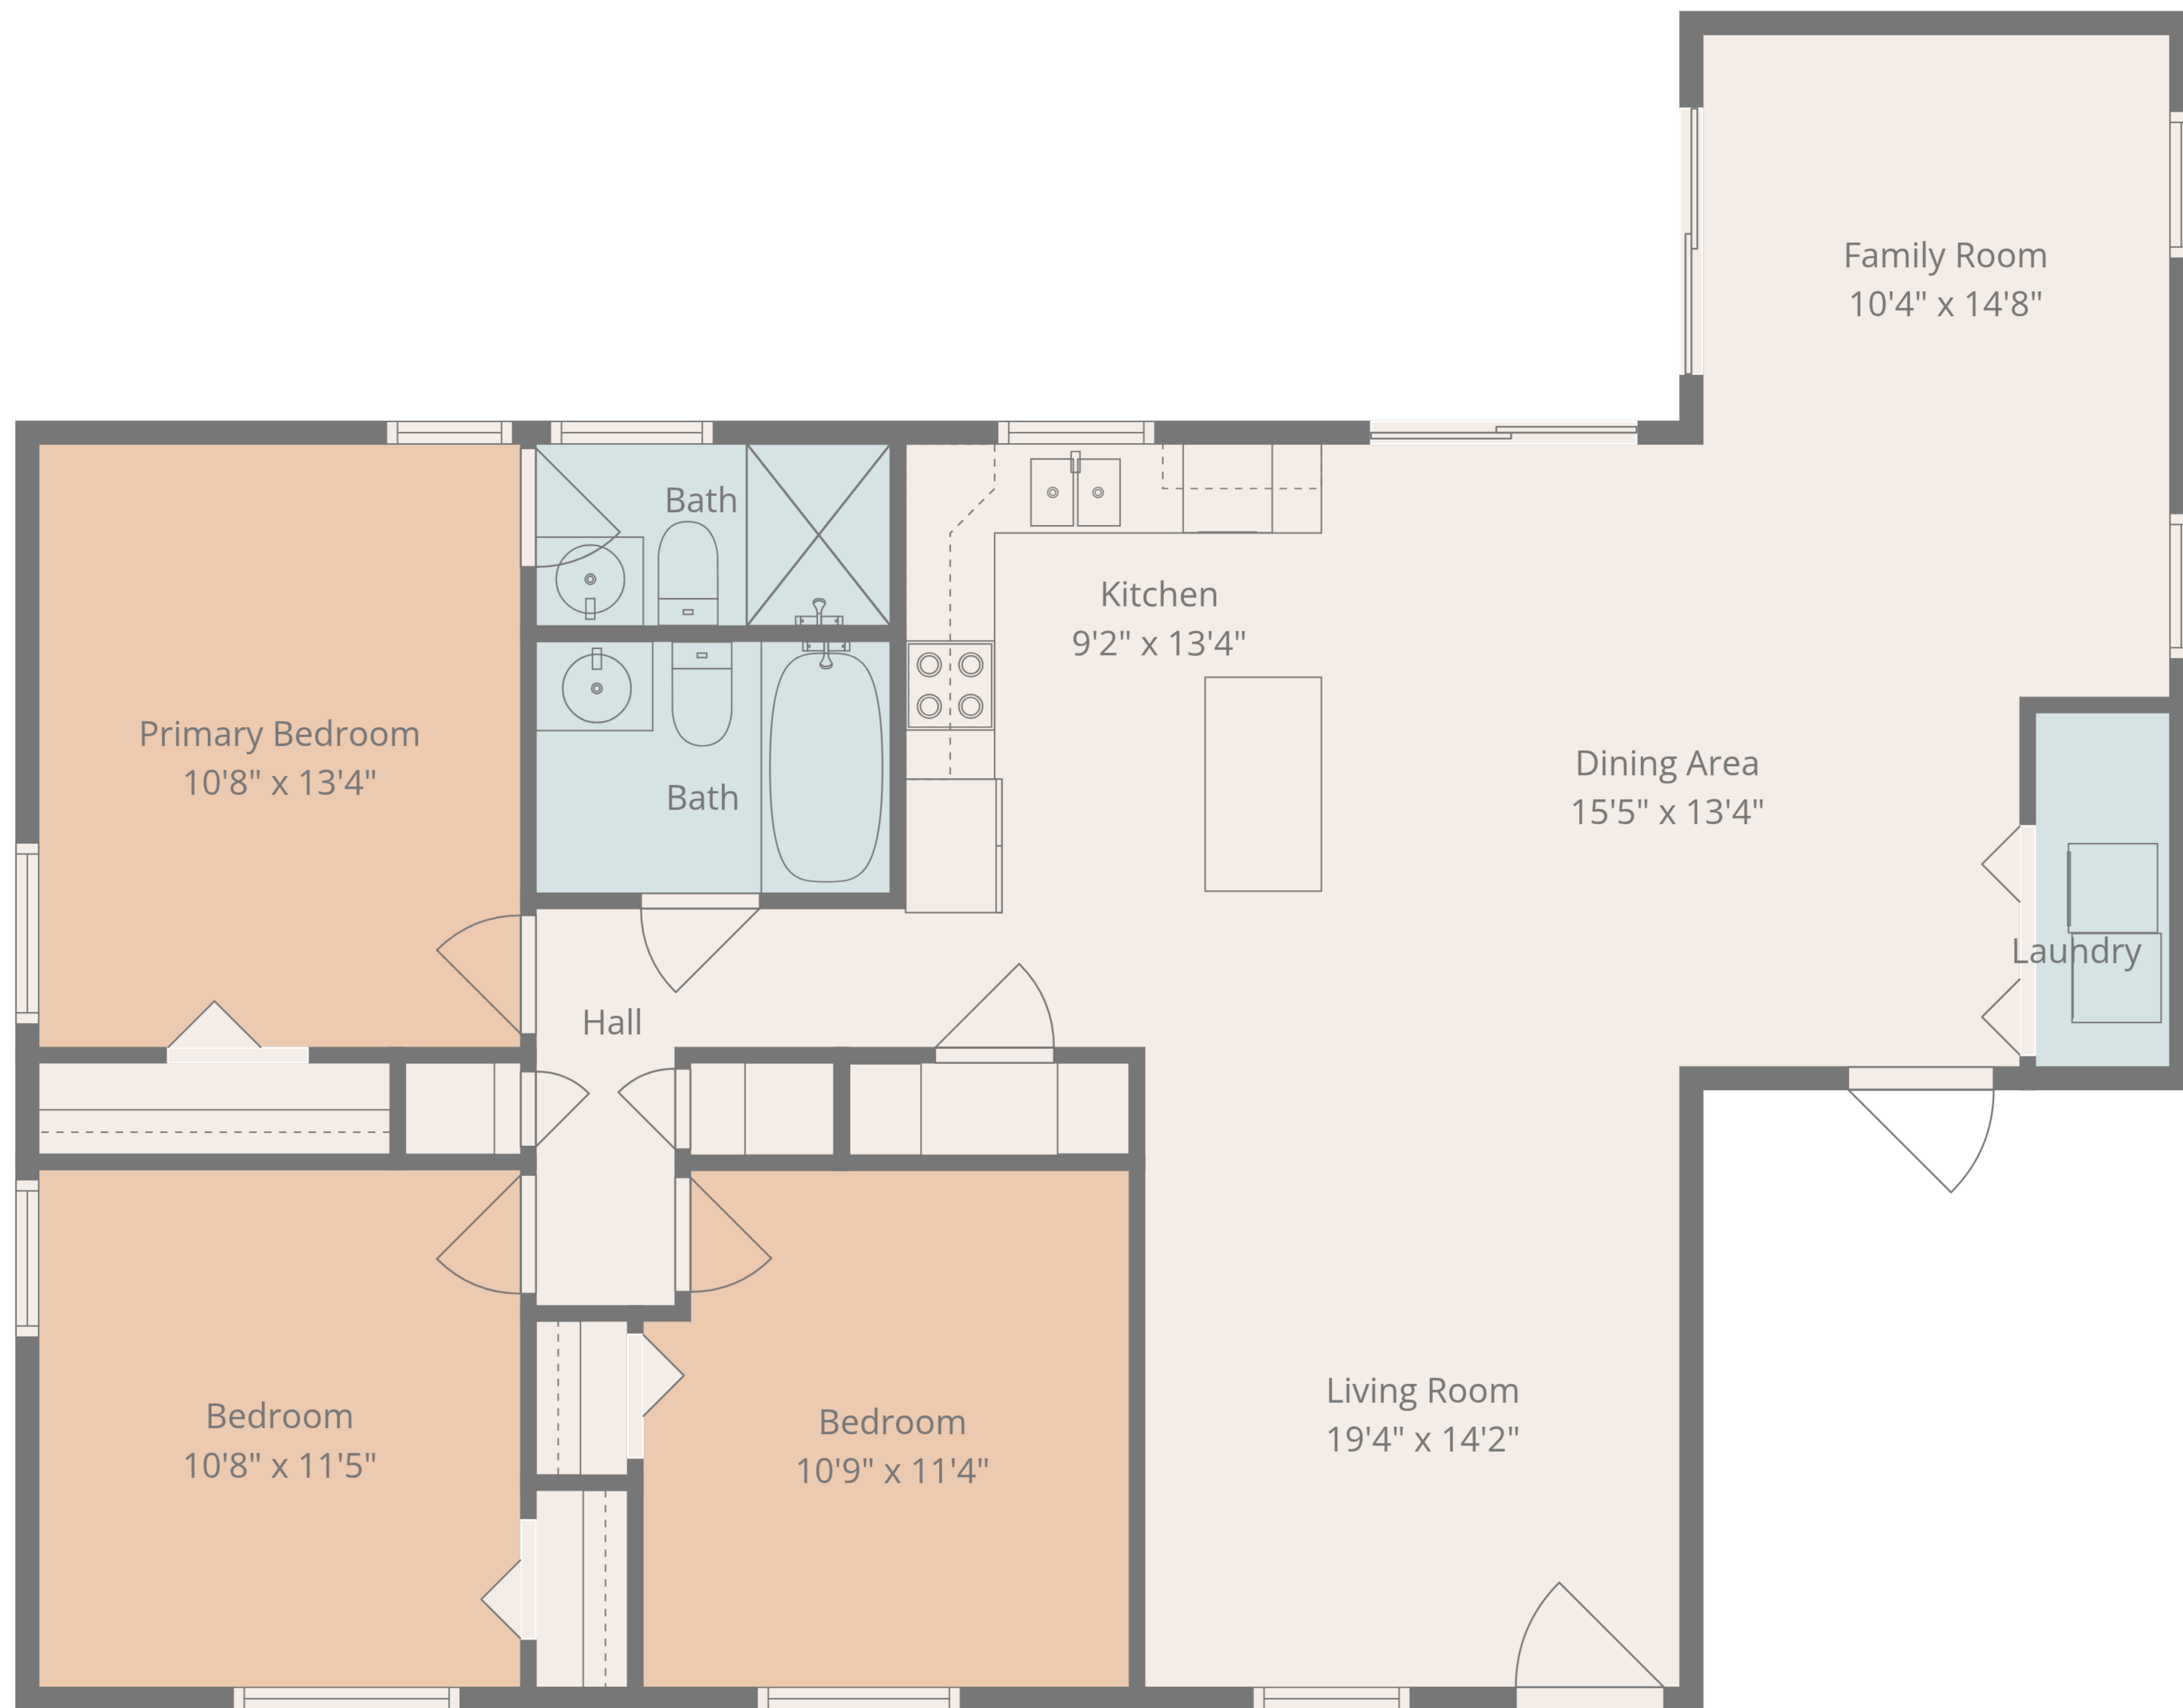 Family Room
10'4" x 14'8"
Bath
Kitchen
9'2" x 13'4"
Primary Bedroom
10'8" x 13'4"
Bath
Dining Area
15'5" x 13'4"
Laundry
Hall
Bedroom
10'8" x 11'5"
Bedroom
10'9" x 11'4"
Living Room
19'4" x 14'2"